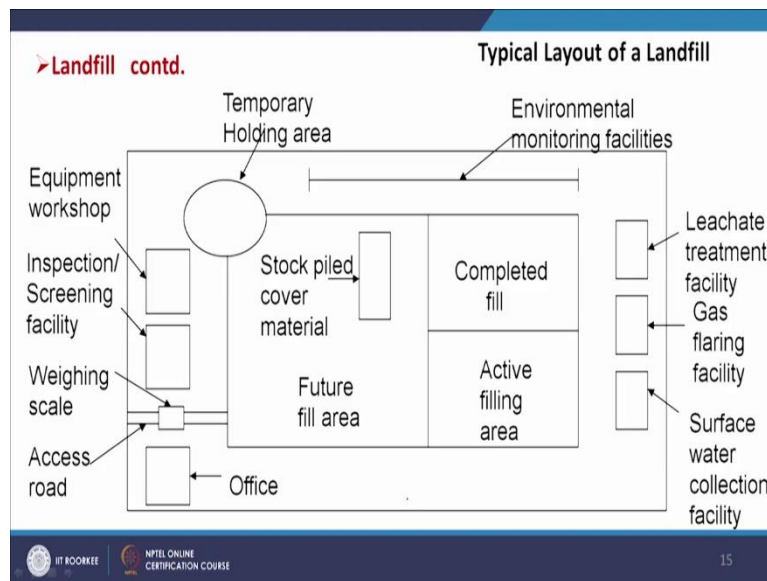 Typical Layout of a Landfill
➢Landfill contd.
Temporary
Holding area
Environmental
monitoring facilities
Equipment
workshop
Inspection/
Screening
facility
Weighing
scale
Access
road
Office
Stock piled
cover
material
Future
fill area
Completed
fill
Active
filling
area
Leachate
treatment
facility
Gas
flaring
facility
Surface
water
collection
facility
IIT ROORKEE
NPTEL ONLINE
CERTIFICATION COURSE
15